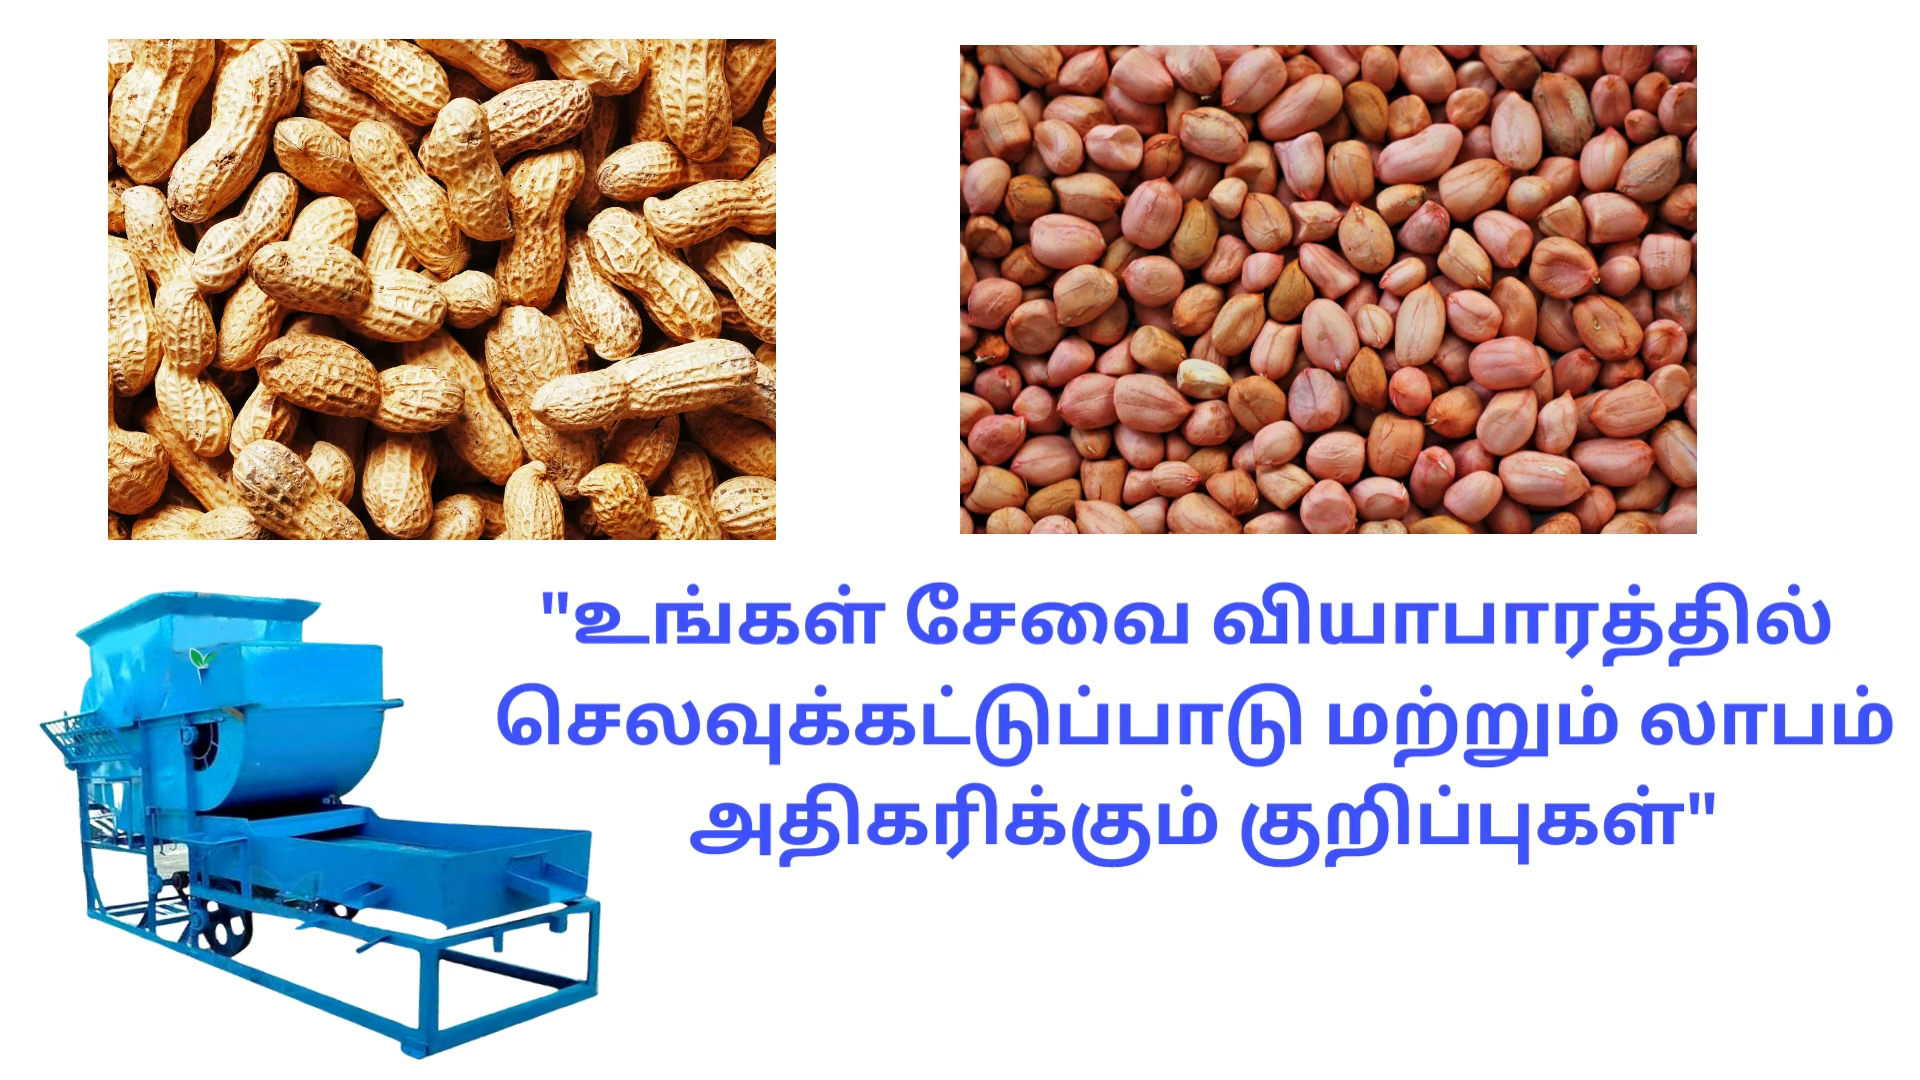 "உங்கள் சேவை வியாபாரத்தில்
செலவுக்கட்டுப்பாடு மற்றும் லாபம்
அதிகரிக்கும் குறிப்புகள்"